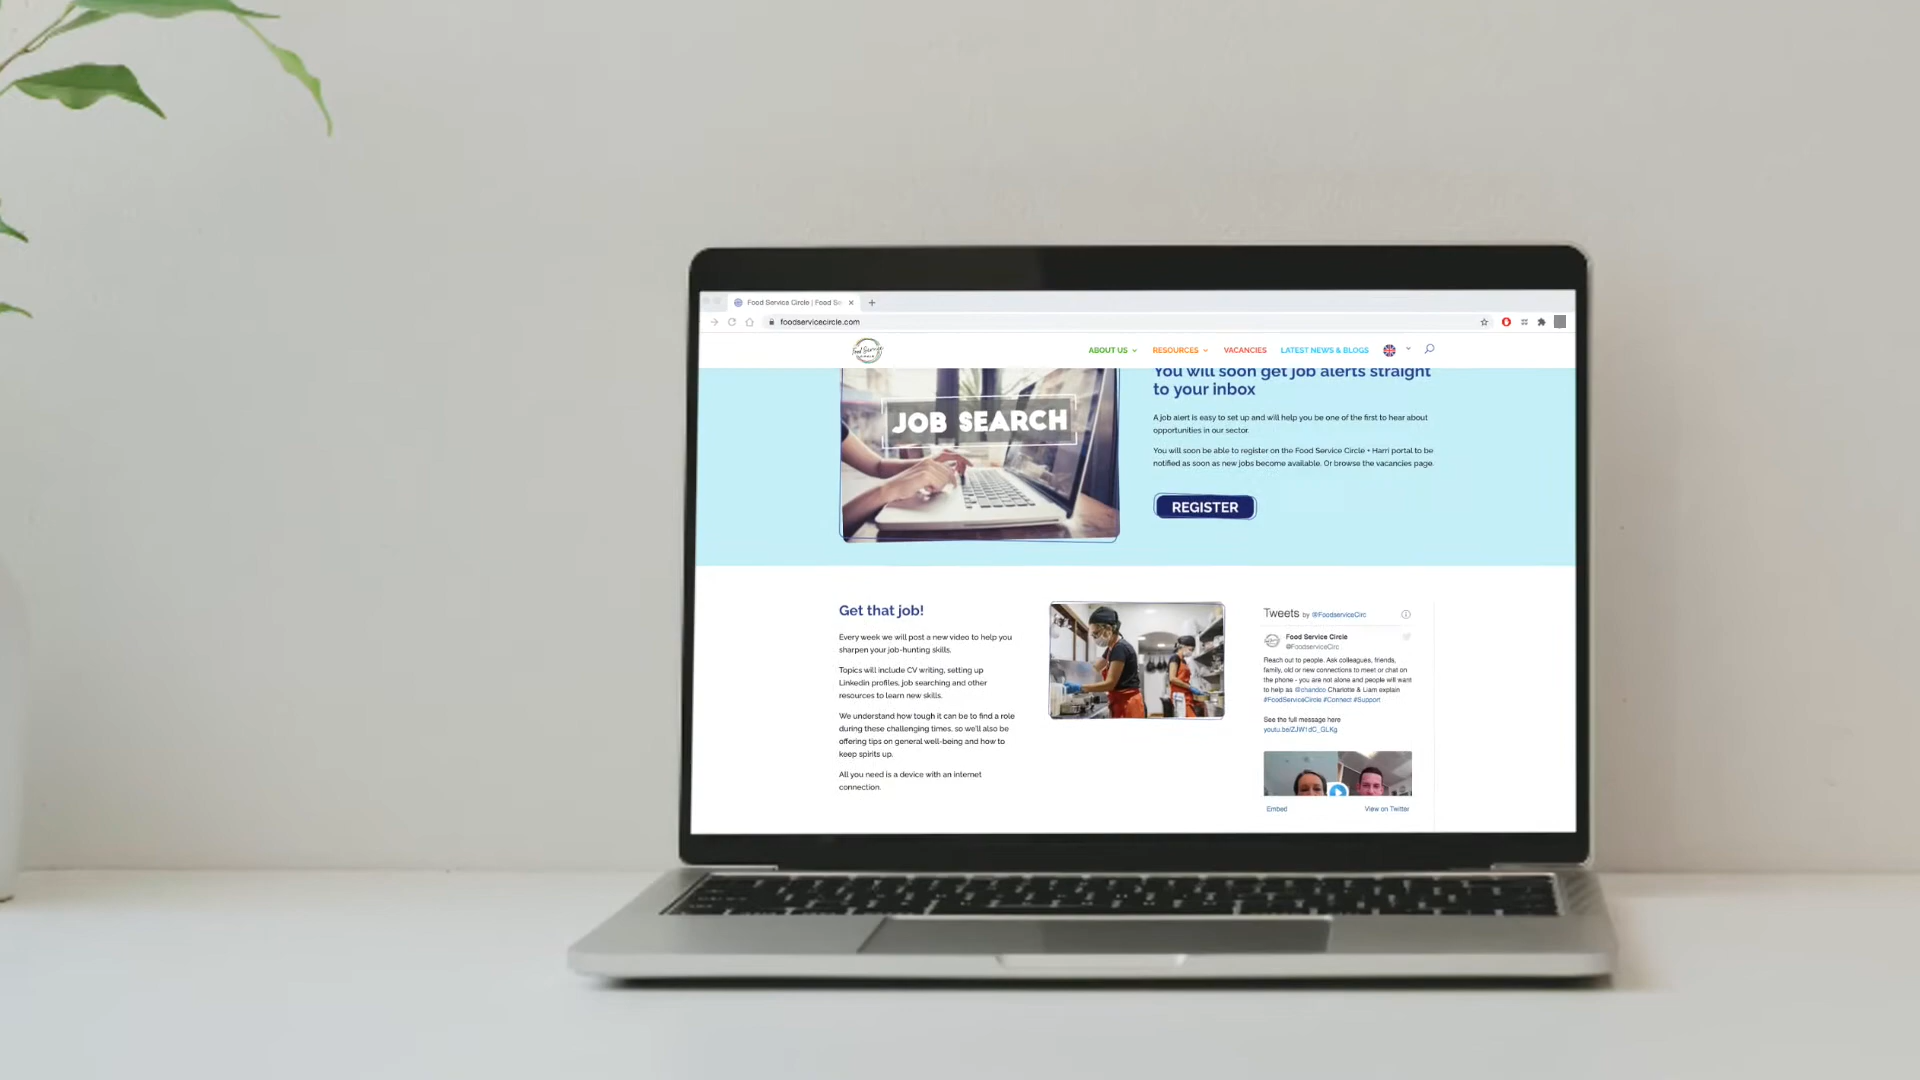 Food Service Circle | Food Se
foodservicecircle.com
Food Service
CIRCLE
ABOUT US RESOURCES VACANCIES LATEST NEWS & BLOGS
You will soon get job alerts straight
to your inbox
JOB SEARCH
A job alert is easy to set up and will help you be one of the first to hear about
opportunities in our sector.
You will soon be able to register on the Food Service Circle + Harri portal to be
notified as soon as new jobs become available. Or browse the vacancies page.
REGISTER
Get that job!
Every week we will post a new video to help you
sharpen your job-hunting skills.
Topics will include CV writing, setting up
Linkedin profiles, job searching and other
resources to learn new skills.
We understand how tough it can be to find a role
during these challenging times, so we'll also be
offering tips on general well-being and how to
keep spirits up.
All you need is a device with an internet
connection.
Tweets by @FoodserviceCirc
Food Service Circle
@FoodserviceCirc
Reach out to people. Ask colleagues, friends,
family, old or new connections to meet or chat on
the phone - you are not alone and people will want
to help as @chandco Charlotte & Liam explain
#FoodServiceCircle #Connect #Support
See the full message here
youtu.be/ZJW1dC_GLKg
Embed View on Twitter